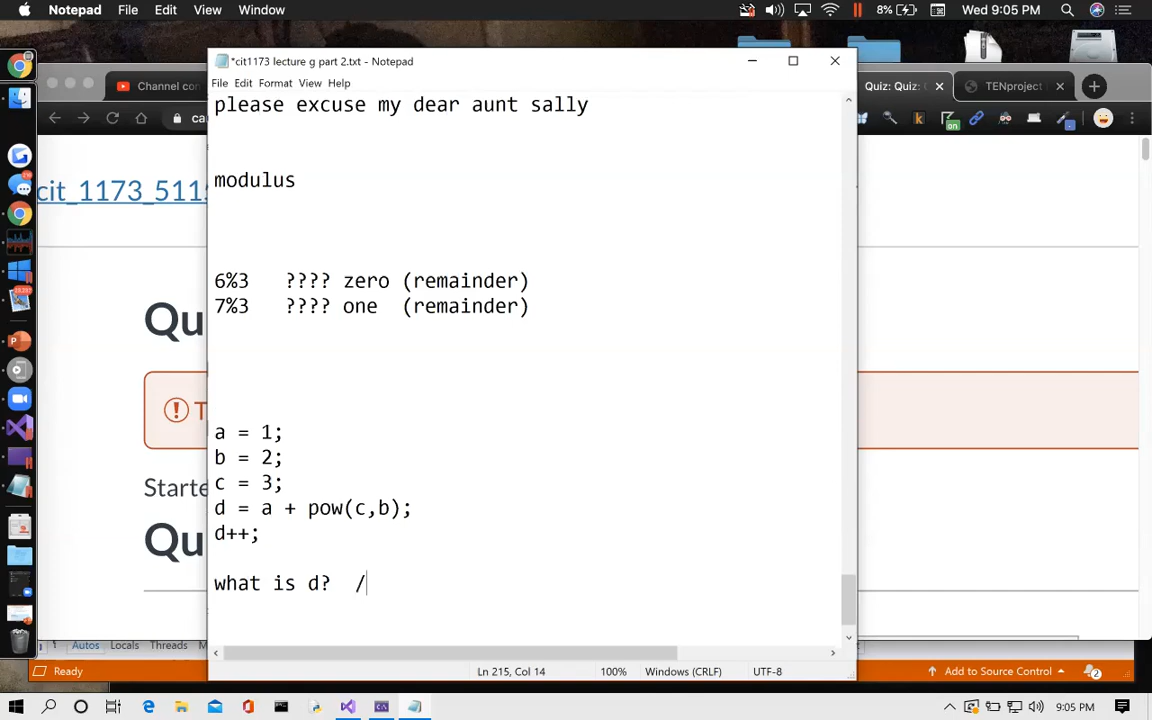 Notepad File Edit View Window 8% Wed 9:05 PM
*cit1173 lecture g part 2.txt - Notepad
Channel con
Quiz: Quiz:
TENproject
File Edit Format View Help
cau
on
please excuse my dear aunt sally
modulus
cit_1173_511
6%3 ???? zero (remainder)
7%3 ???? one (remainder)
Qu
T
a = 1;
b = 2;
c = 3;
Starte
d = a + pow(c,b);
d++;
Qu
what is d? /
Autos Locals Threads
Ln 215, Col 14 100% Windows (CRLF) UTF-8
Ready
Add to Source Control 2
9:05 PM